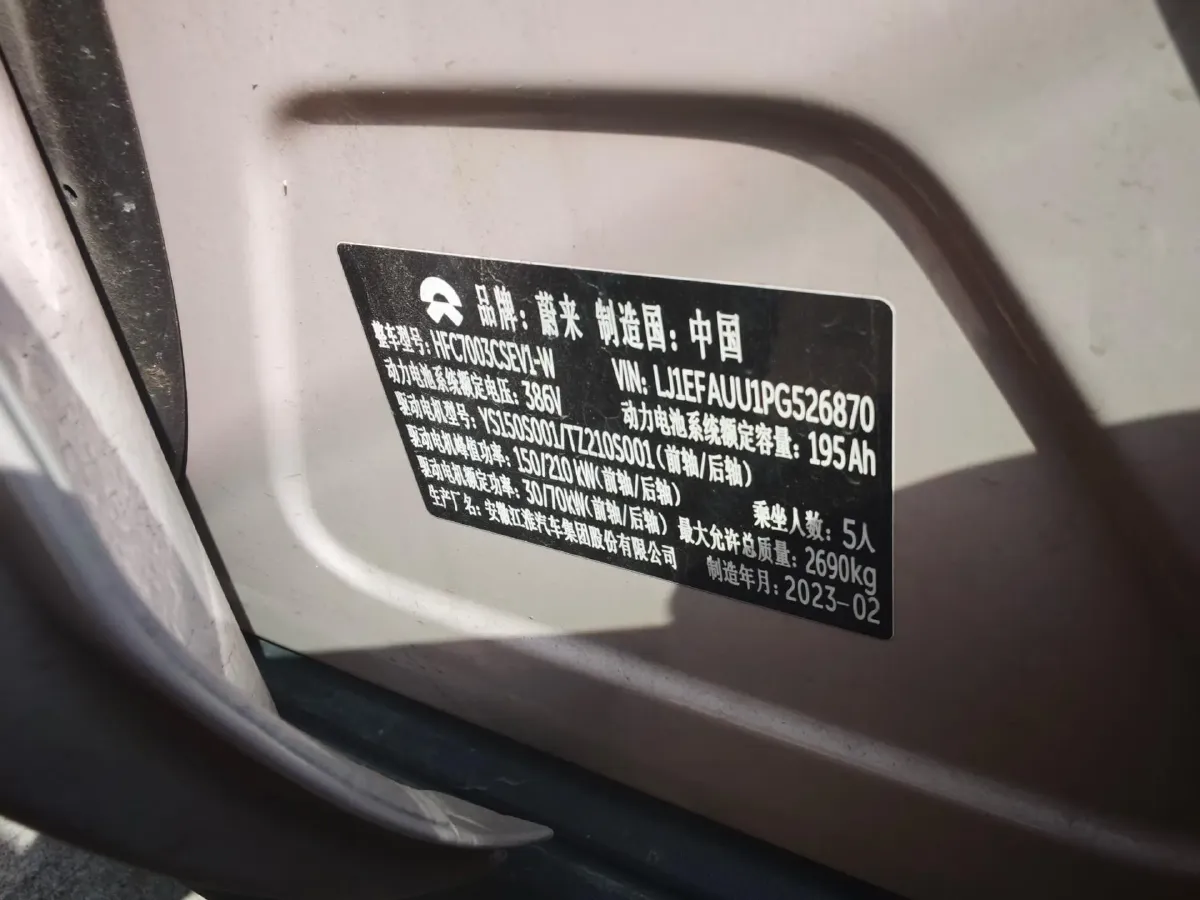 品牌：蔚来 制造国：中国
整车型号：HFC7003CSEV1-W VIN: LJ1EFAUU1PG526870
动力电池系统额定电压：386V 动力电池系统额定容量：195Ah
驱动电机型号：YS150S001/TZ210S001(前轴/后轴)
驱动电机峰值功率：150/210kW(前轴/后轴) 乘坐人数：5人
驱动电机额定功率：30/70kW(前轴/后轴) 最大允许总质量：2690kg
生产厂名：安徽江淮汽车集团股份有限公司 制造年月：2023-02